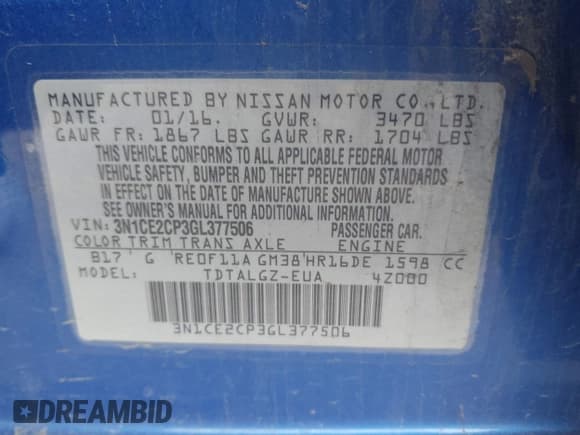 MANUFACTURED BY NISSAN MOTOR CO.,LTD.
DATE: 01/16. GVWR: 3470 LBS
GAWR FR: 1867 LBS GAWR RR: 1704 LBS
THIS VEHICLE CONFORMS TO ALL APPLICABLE FEDERAL MOTOR
VEHICLE SAFETY, BUMPER AND THEFT PREVENTION STANDARDS
IN EFFECT ON THE DATE OF MANUFACTURE SHOWN ABOVE.
SEE OWNER'S MANUAL FOR ADDITIONAL INFORMATION.
VIN: 3N1CE2CP3GL377506 PASSENGER CAR.
COLOR TRIM TRANS AXLE ENGINE
B17 G RE0F11A GM38 HR16DE 1598 CC
MODEL: TDTALGZ-EUA 4Z000
3N1CE2CP3GL377506
DREAMBID